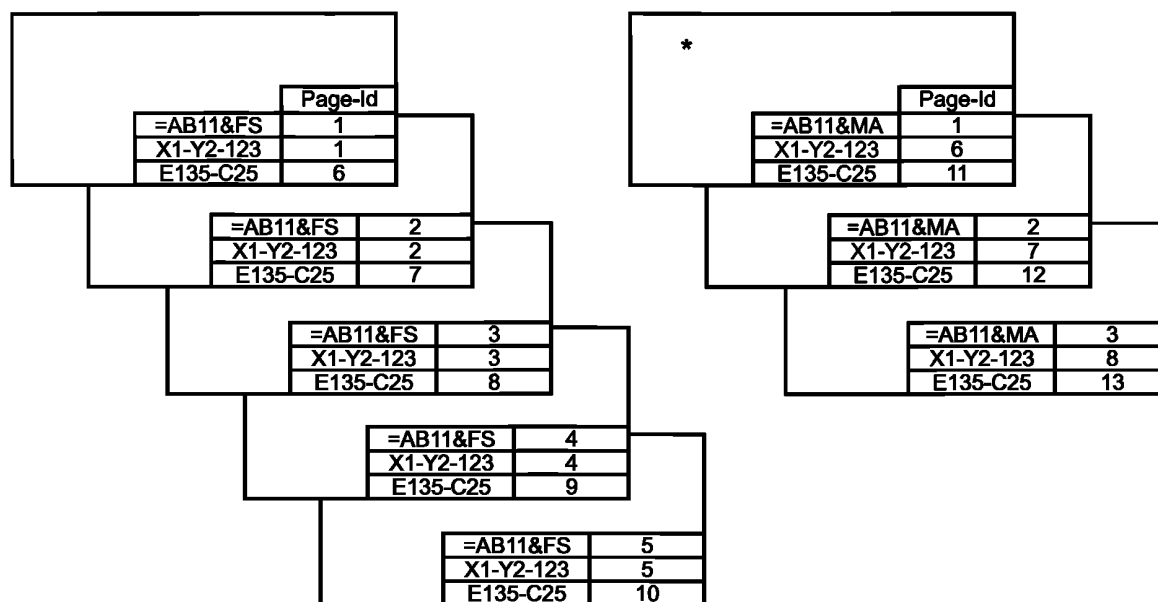 Page-Id
=AB11&FS 1
X1-Y2-123 1
E135-C25 6
=AB11&FS 2
X1-Y2-123 2
E135-C25 7
=AB11&FS 3
X1-Y2-123 3
E135-C25 8
=AB11&FS 4
X1-Y2-123 4
E135-C25 9
=AB11&FS 5
X1-Y2-123 5
E135-C25 10
*
Page-Id
=AB11&MA 1
X1-Y2-123 6
E135-C25 11
=AB11&MA 2
X1-Y2-123 7
E135-C25 12
=AB11&MA 3
X1-Y2-123 8
E135-C25 13